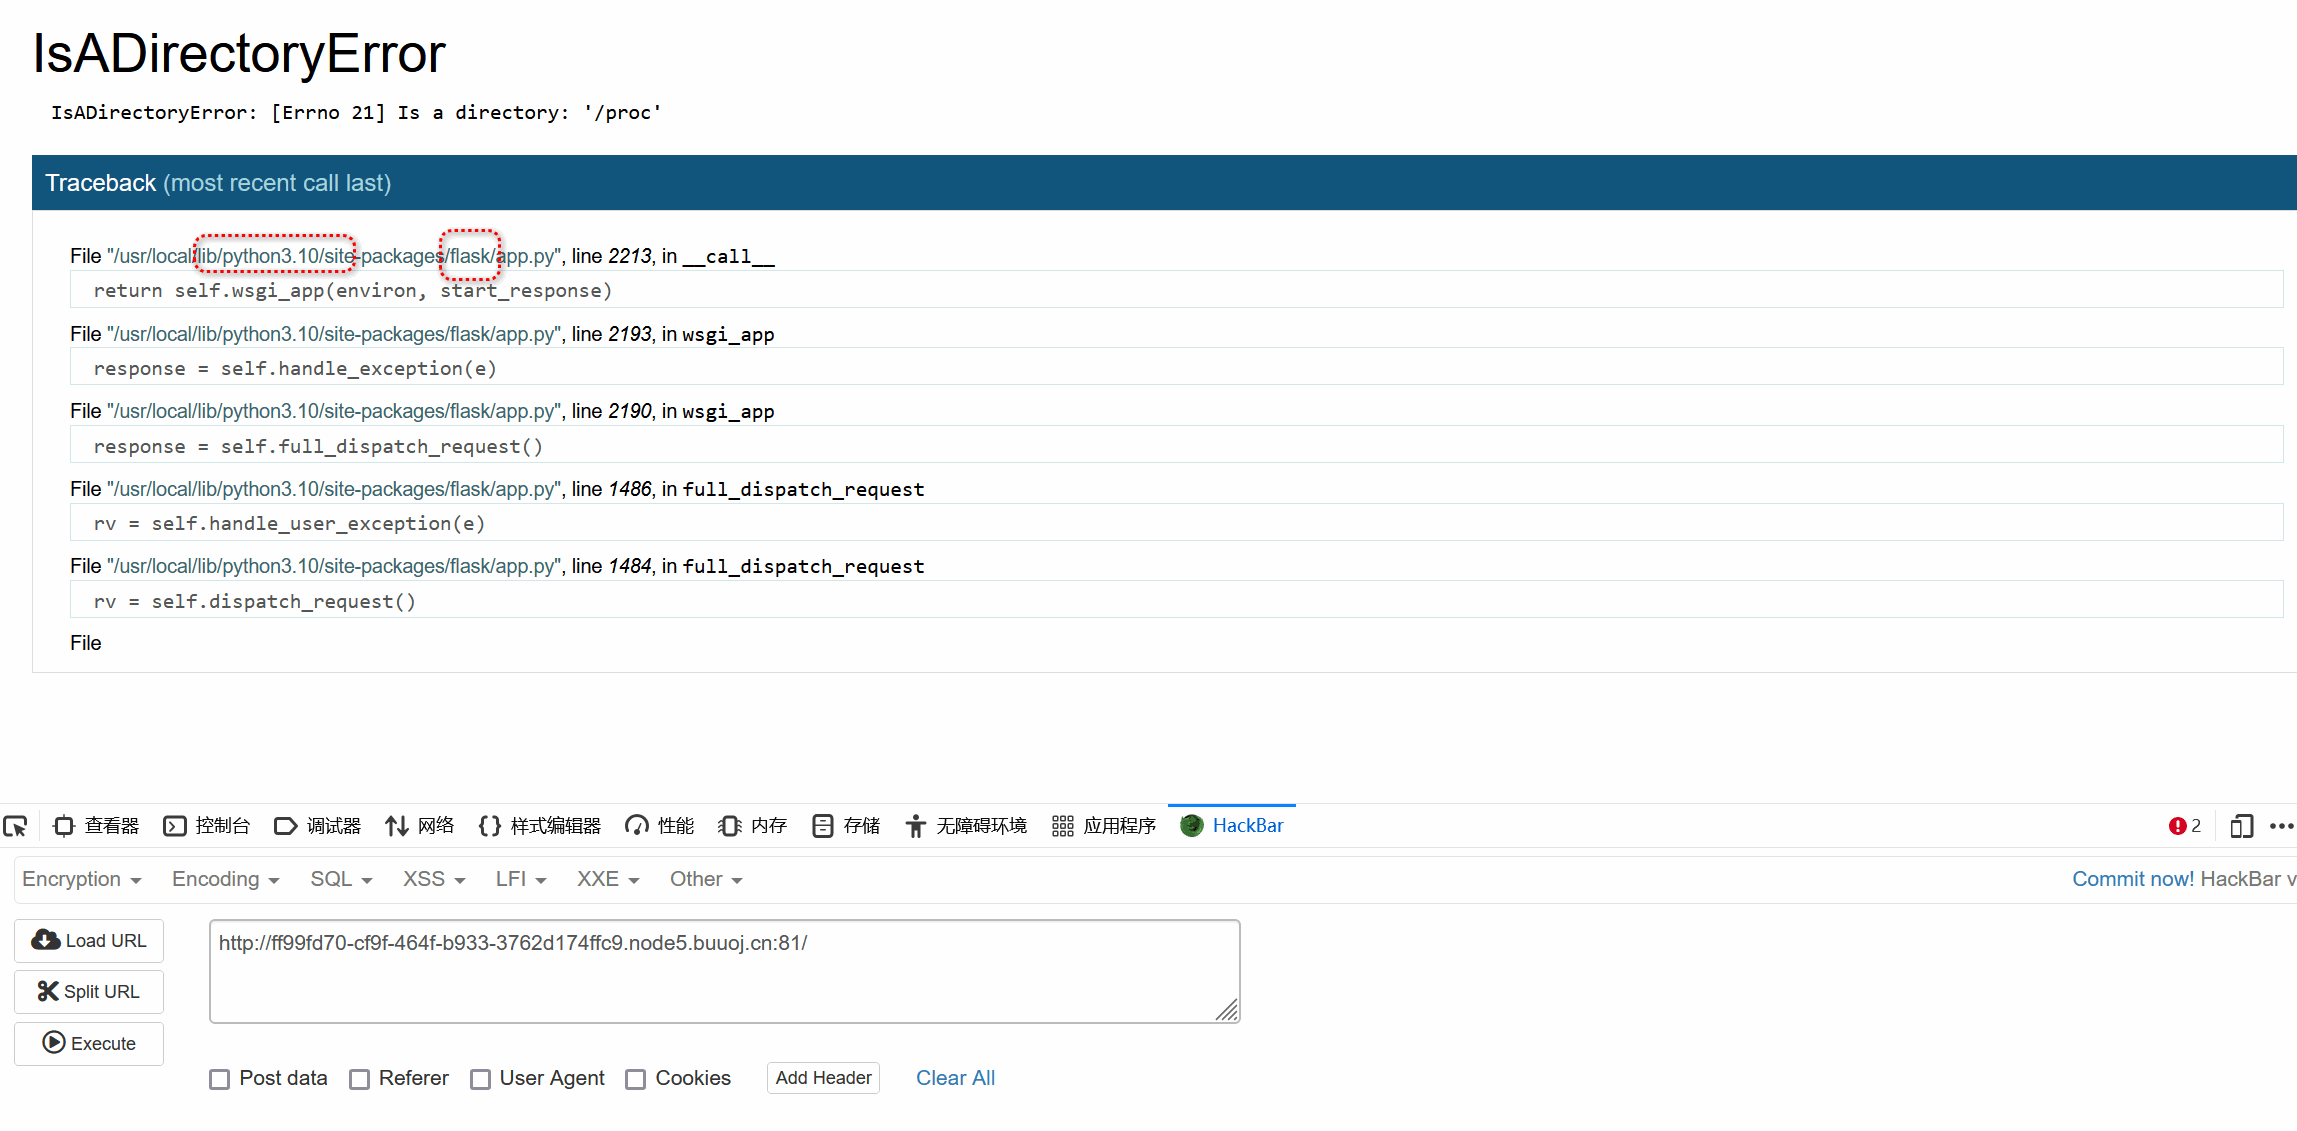 IsADirectoryError
IsADirectoryError: [Errno 21] Is a directory: '/proc'
Traceback (most recent call last)
File "/usr/local/lib/python3.10/site-packages/flask/app.py", line 2213, in __call__
return self.wsgi_app(environ, start_response)
File "/usr/local/lib/python3.10/site-packages/flask/app.py", line 2193, in wsgi_app
response = self.handle_exception(e)
File "/usr/local/lib/python3.10/site-packages/flask/app.py", line 2190, in wsgi_app
response = self.full_dispatch_request()
File "/usr/local/lib/python3.10/site-packages/flask/app.py", line 1486, in full_dispatch_request
rv = self.handle_user_exception(e)
File "/usr/local/lib/python3.10/site-packages/flask/app.py", line 1484, in full_dispatch_request
rv = self.dispatch_request()
File
查看器 控制台 调试器 网络 样式编辑器 性能 内存 存储 无障碍环境 应用程序 HackBar 2
Encryption Encoding SQL XSS LFI XXE Other Commit now! HackBar v
Load URL http://ff99fd70-cf9f-464f-b933-3762d174ffc9.node5.buuoj.cn:81/
Split URL
Execute
Post data Referer User Agent Cookies Add Header Clear All